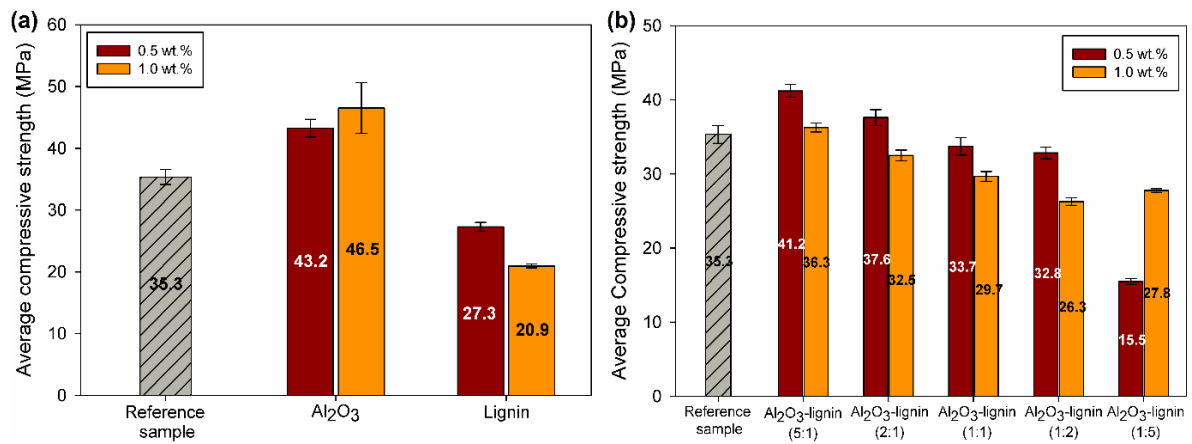 (a)
Average compressive strength (MPa)
60
50
40
30
20
10
0
0.5 wt.%
1.0 wt.%
35.3
43.2
46.5
27.3
20.9
Reference
sample
Al₂O₃
Lignin
(b)
Average Compressive strength (MPa)
50
40
30
20
10
0
0.5 wt.%
1.0 wt.%
35.3
41.2
36.3
37.6
32.5
33.7
29.7
32.8
26.3
15.5
27.8
Reference
sample
Al₂O₃-lignin
(5:1)
Al₂O₃-lignin
(2:1)
Al₂O₃-lignin
(1:1)
Al₂O₃-lignin
(1:2)
Al₂O₃-lignin
(1:5)